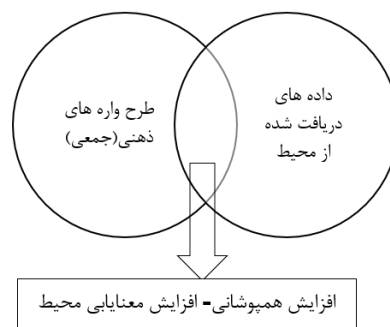 داده های
دریافت شده
از محیط
طرح واره های
ذهنی(جمعی)
افزایش همپوشانی= افزایش معنایابی محیط